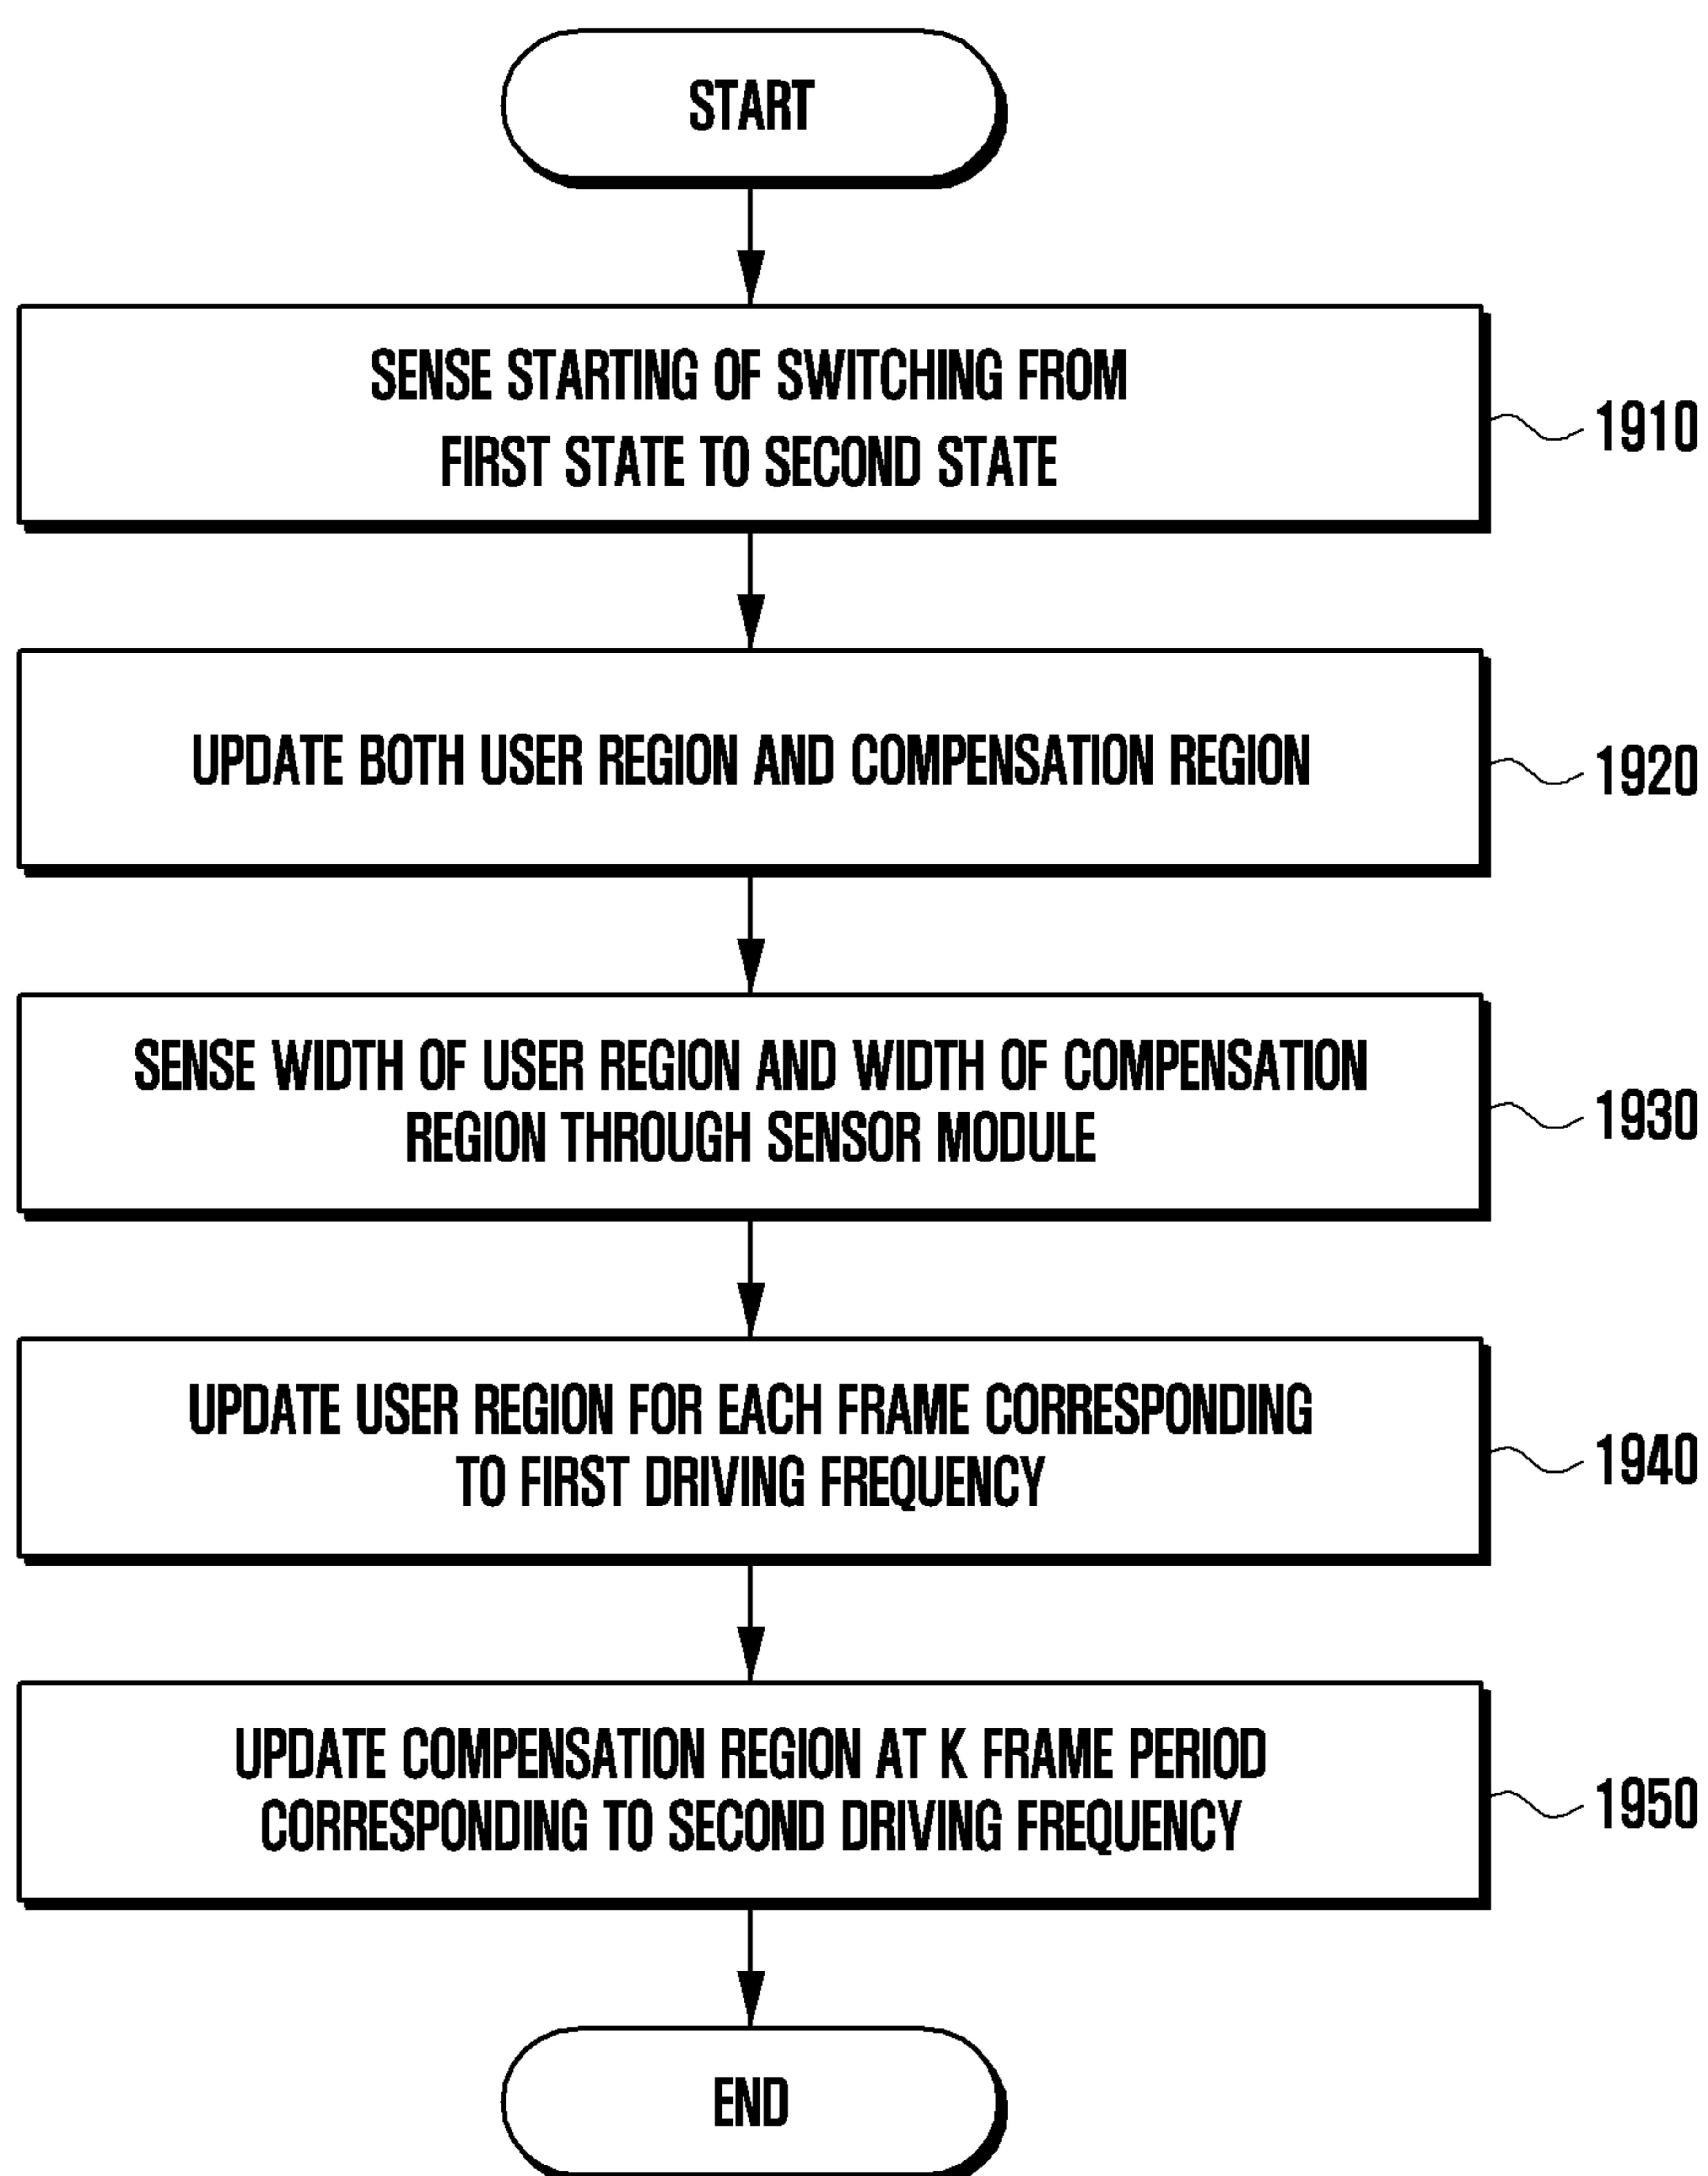 START
SENSE STARTING OF SWITCHING FROM
FIRST STATE TO SECOND STATE
1910
UPDATE BOTH USER REGION AND COMPENSATION REGION
1920
SENSE WIDTH OF USER REGION AND WIDTH OF COMPENSATION
REGION THROUGH SENSOR MODULE
1930
UPDATE USER REGION FOR EACH FRAME CORRESPONDING
TO FIRST DRIVING FREQUENCY
1940
UPDATE COMPENSATION REGION AT K FRAME PERIOD
CORRESPONDING TO SECOND DRIVING FREQUENCY
1950
END